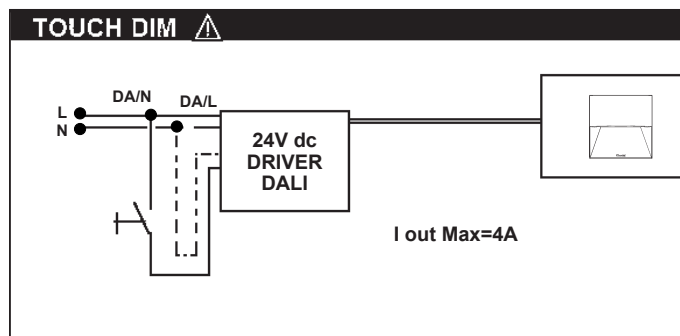 TOUCH DIM
DA/N DA/L
L
N
24V dc
DRIVER
DALI
I out Max=4A